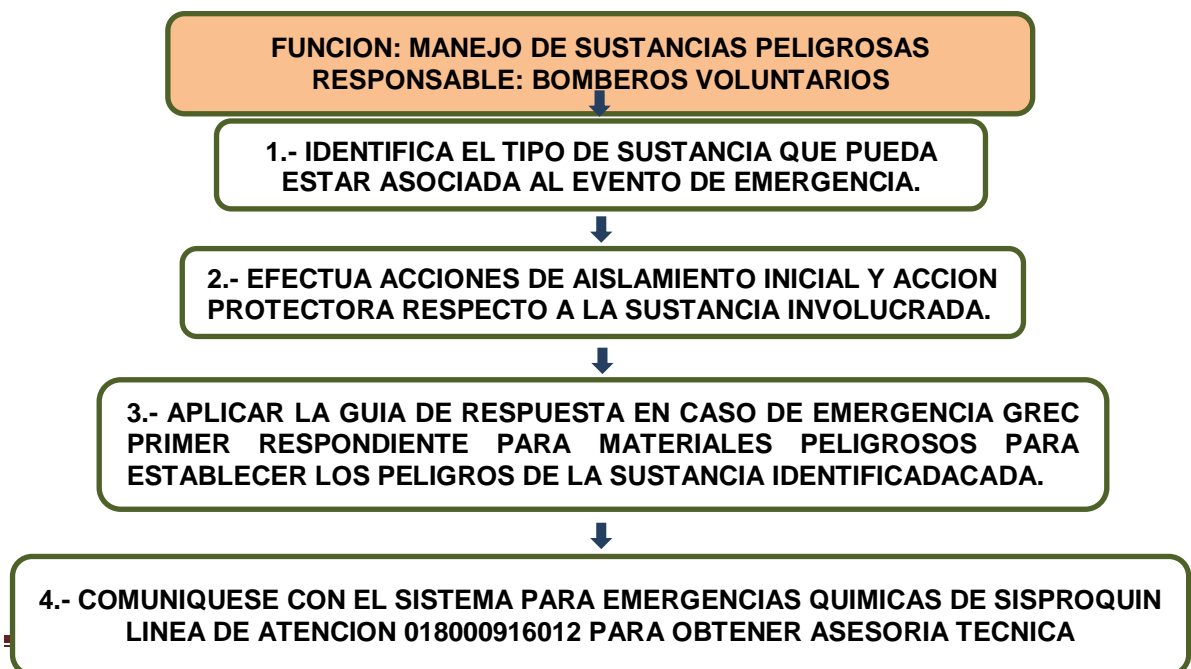 FUNCION: MANEJO DE SUSTANCIAS PELIGROSAS
RESPONSABLE: BOMBEROS VOLUNTARIOS
1.- IDENTIFICA EL TIPO DE SUSTANCIA QUE PUEDA
ESTAR ASOCIADA AL EVENTO DE EMERGENCIA.
2.- EFECTUA ACCIONES DE AISLAMIENTO INICIAL Y ACCION
PROTECTORA RESPECTO A LA SUSTANCIA INVOLUCRADA.
3.- APLICAR LA GUIA DE RESPUESTA EN CASO DE EMERGENCIA GREC
PRIMER RESPONDIENTE PARA MATERIALES PELIGROSOS PARA
ESTABLECER LOS PELIGROS DE LA SUSTANCIA IDENTIFICADACADA.
4.- COMUNIQUESE CON EL SISTEMA PARA EMERGENCIAS QUIMICAS DE SISPROQUIN
LINEA DE ATENCION 018000916012 PARA OBTENER ASESORIA TECNICA